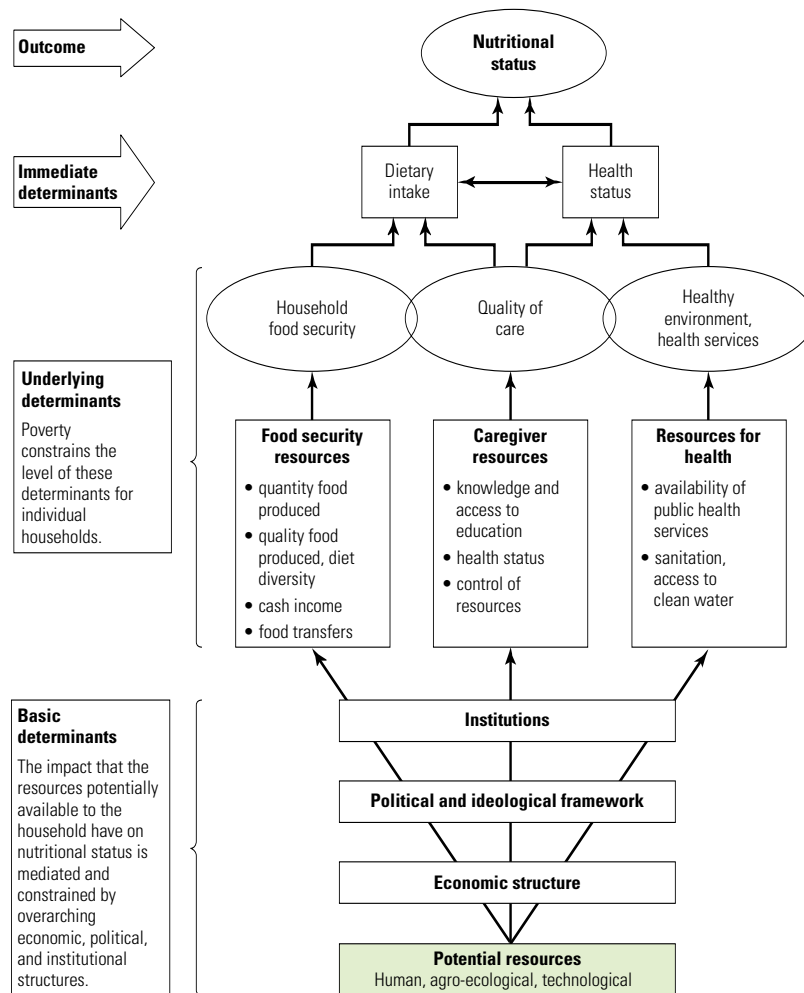 Outcome
Nutritional
status
Immediate
determinants
Dietary
intake
Health
status
Household
food security
Quality of
care
Healthy
environment,
health services
Underlying
determinants
Poverty
constrains the
level of these
determinants for
individual
households.
Food security
resources
• quantity food
produced
• quality food
produced, diet
diversity
• cash income
• food transfers
Caregiver
resources
• knowledge and
access to
education
• health status
• control of
resources
Resources for
health
• availability of
public health
services
• sanitation,
access to
clean water
Basic
determinants
The impact that the
resources potentially
available to the
household have on
nutritional status is
mediated and
constrained by
overarching
economic, political,
and institutional
structures.
Institutions
Political and ideological framework
Economic structure
Potential resources
Human, agro-ecological, technological